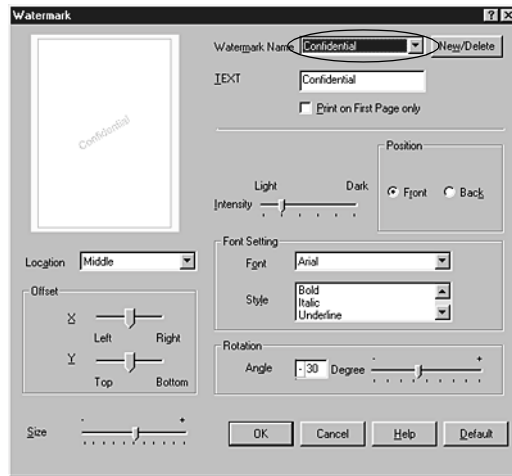 Watermark
Confidential
Watermark Name Confidential New/Delete
TEXT Confidential
Print on First Page only
Position
Front Back
Light Dark
Intensity
Location Middle
Font Setting
Font Arial
Style Bold
Italic
Underline
Offset
X
Left Right
Y
Top Bottom
Rotation
Angle -30 Degree - +
Size - +
OK Cancel Help Default